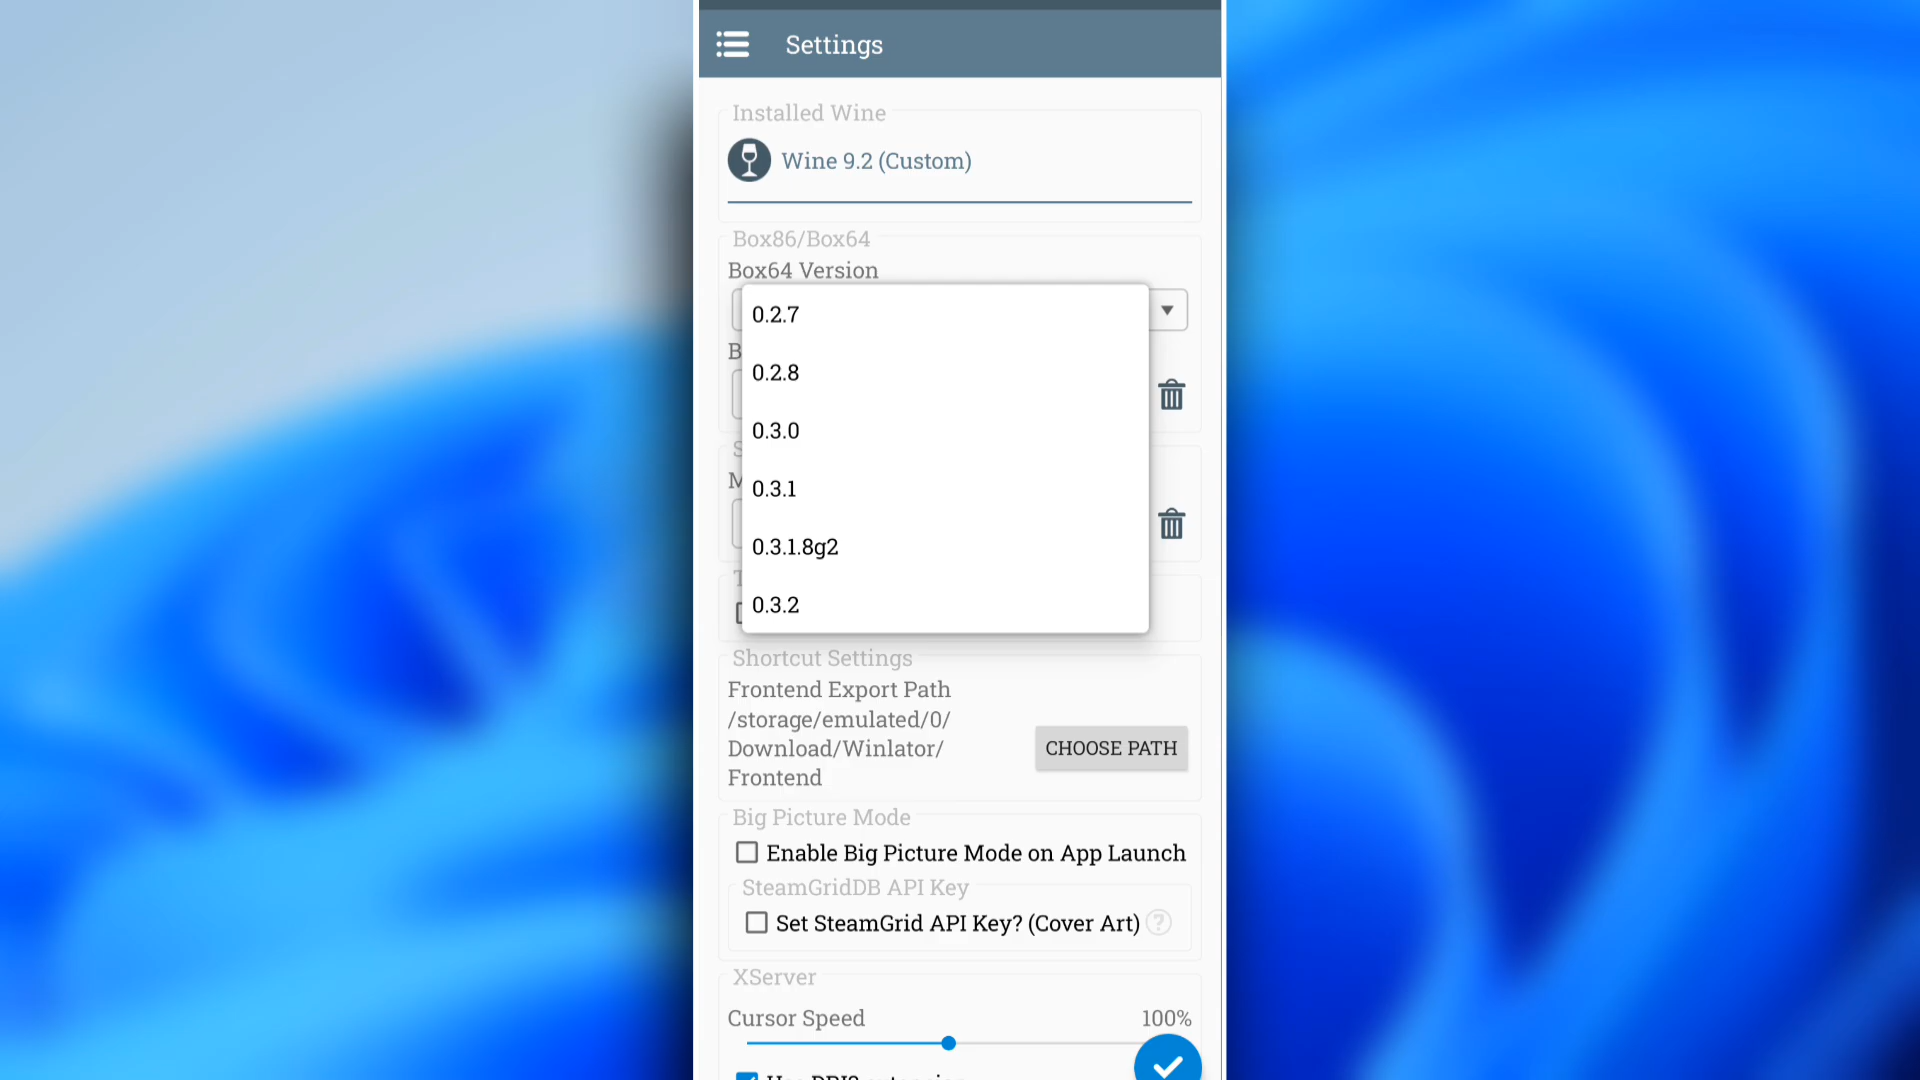 Settings
Installed Wine
Wine 9.2 (Custom)
Box86/Box64
Box64 Version
0.2.7
0.2.8
0.3.0
0.3.1
0.3.1.8g2
0.3.2
Shortcut Settings
Frontend Export Path
/storage/emulated/0/
Download/Winlator/
Frontend
CHOOSE PATH
Big Picture Mode
Enable Big Picture Mode on App Launch
SteamGridDB API Key
Set SteamGrid API Key? (Cover Art) ?
XServer
Cursor Speed 100%